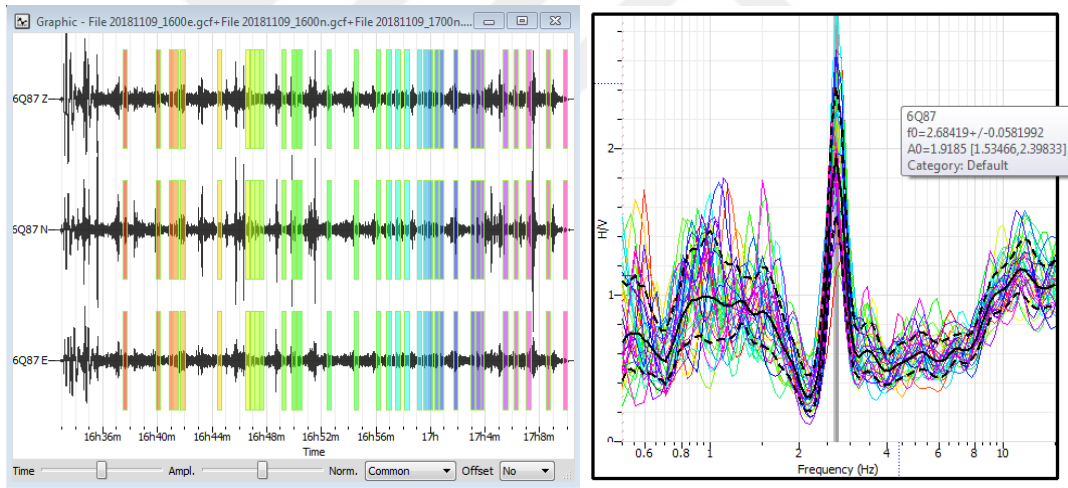 Graphic - File 20181109_1600e.gcf+File 20181109_1600n.gcf+File 20181109_1700n....
6Q87 Z
6Q87 N
6Q87 E
16h36m 16h40m 16h44m 16h48m 16h52m 16h56m 17h 17h4m 17h8m
Time
Time Ampl. Norm. Common Offset No
H/V
2
1
0
0.6 0.8 1 2 4 6 8 10
Frequency (Hz)
6Q87
f0=2.68419+/-0.0581992
A0=1.9185 [1.53466,2.39833]
Category: Default